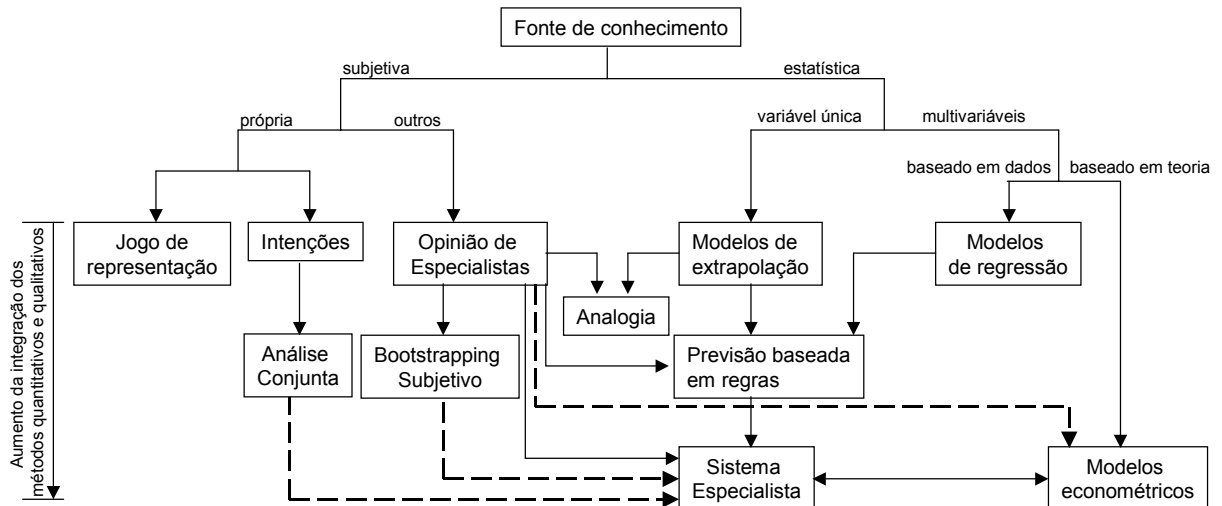 Fonte de conhecimento
subjetiva
estatística
própria
outros
variável única
multivariáveis
baseado em dados
baseado em teoria
Aumento da integração dos
métodos quantitativos e qualitativos
Jogo de
representação
Intenções
Opinião de
Especialistas
Modelos de
extrapolação
Modelos
de regressão
Analogia
Análise
Conjunta
Bootstrapping
Subjetivo
Previsão baseada
em regras
Sistema
Especialista
Modelos
econométricos